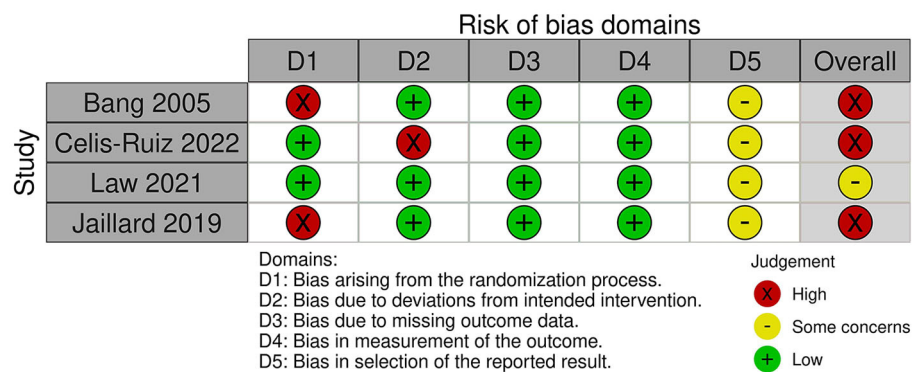 Risk of bias domains
D1 D2 D3 D4 D5 Overall
Study
Bang 2005 X + + + - X
Celis-Ruiz 2022 + X + + - X
Law 2021 + + + + - -
Jaillard 2019 X + + + - X
Domains:
D1: Bias arising from the randomization process.
D2: Bias due to deviations from intended intervention.
D3: Bias due to missing outcome data.
D4: Bias in measurement of the outcome.
D5: Bias in selection of the reported result.
Judgement
X High
- Some concerns
+ Low